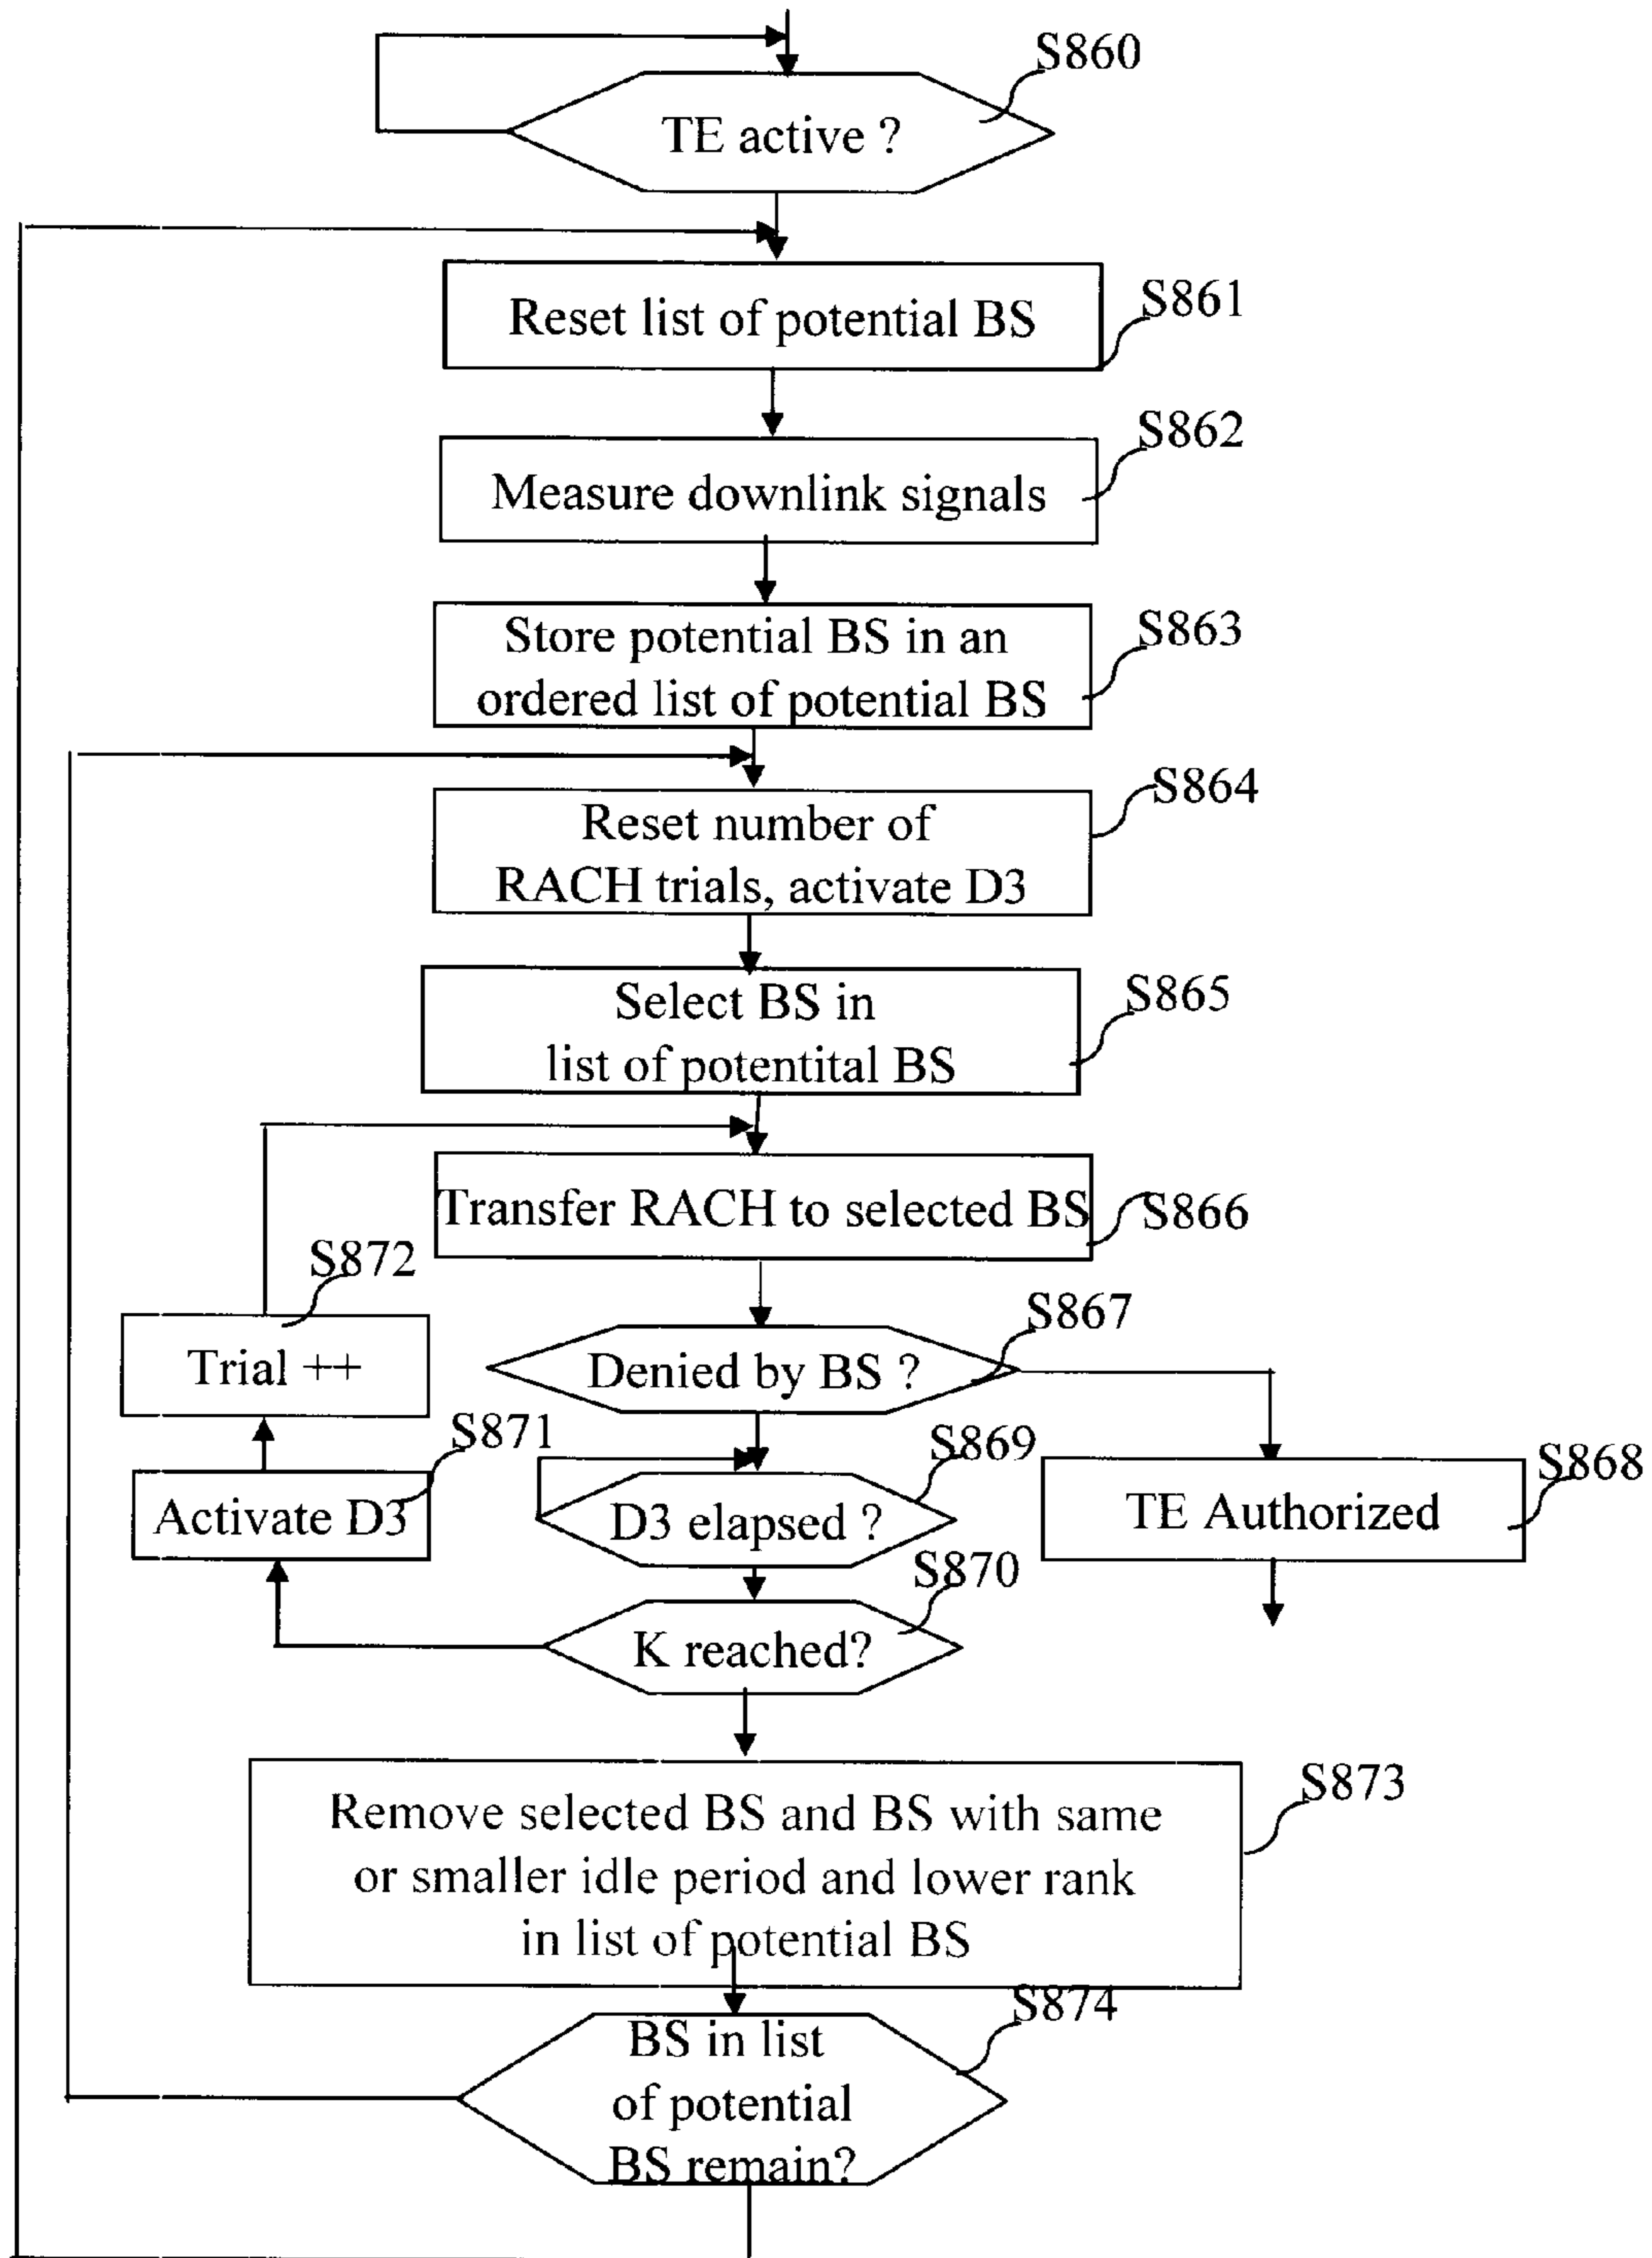 S860
TE active ?
Reset list of potential BS
S861
S862
Measure downlink signals
Store potential BS in an
ordered list of potential BS
S863
S864
Reset number of
RACH trials, activate D3
Select BS in
list of potentital BS
S865
Transfer RACH to selected BS
S866
S872
Trial ++
S867
Denied by BS ?
S871
Activate D3
S869
D3 elapsed ?
S868
TE Authorized
S870
K reached?
S873
Remove selected BS and BS with same
or smaller idle period and lower rank
in list of potential BS
S874
BS in list
of potential
BS remain?